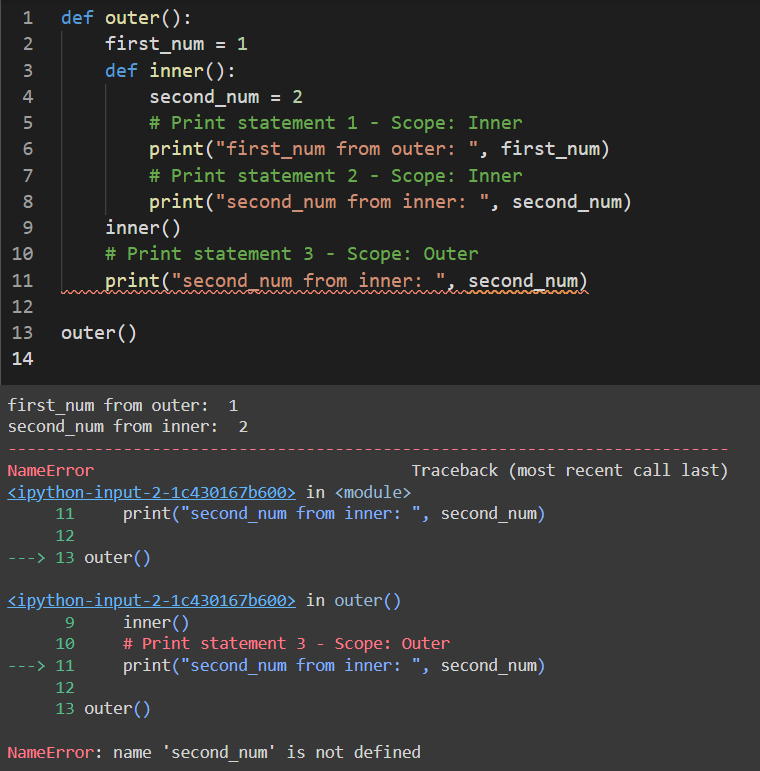 1 def outer():
2     first_num = 1
3     def inner():
4         second_num = 2
5         # Print statement 1 - Scope: Inner
6         print("first_num from outer: ", first_num)
7         # Print statement 2 - Scope: Inner
8         print("second_num from inner: ", second_num)
9     inner()
10     # Print statement 3 - Scope: Outer
11     print("second_num from inner: ", second_num)
12
13 outer()
14
first_num from outer:  1
second_num from inner:  2
---------------------------------------------------------------------------
NameError                                 Traceback (most recent call last)
<ipython-input-2-1c430167b600> in <module>
     11     print("second_num from inner: ", second_num)
     12
---> 13 outer()
<ipython-input-2-1c430167b600> in outer()
      9     inner()
     10     # Print statement 3 - Scope: Outer
---> 11     print("second_num from inner: ", second_num)
     12
     13 outer()
NameError: name 'second_num' is not defined